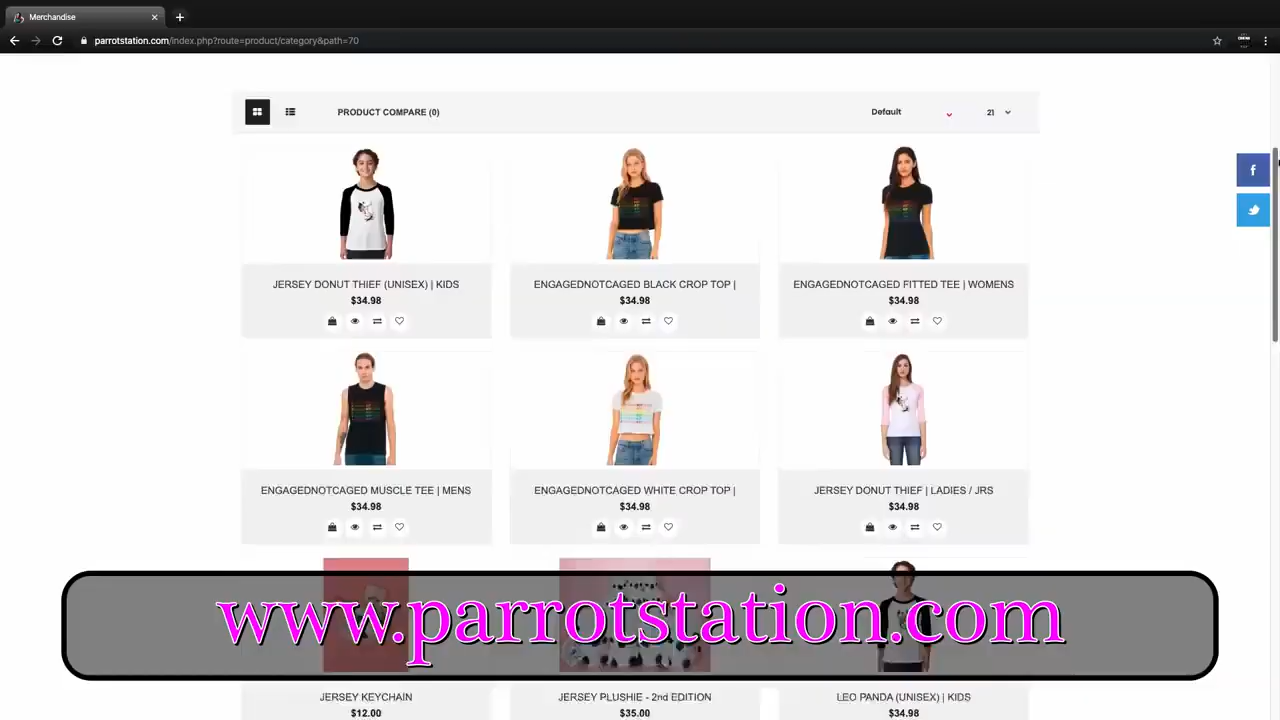 Merchandise
parrotstation.com/index.php?route=product/category&path=70
PRODUCT COMPARE (0)
Default
21
JERSEY DONUT THIEF (UNISEX) | KIDS
$34.98
ENGAGEDNOTCAGED BLACK CROP TOP |
$34.98
ENGAGEDNOTCAGED FITTED TEE | WOMENS
$34.98
ENGAGEDNOTCAGED MUSCLE TEE | MENS
$34.98
ENGAGEDNOTCAGED WHITE CROP TOP |
$34.98
JERSEY DONUT THIEF | LADIES / JRS
$34.98
www.parrotstation.com
JERSEY KEYCHAIN
$12.00
JERSEY PLUSHIE - 2nd EDITION
$35.00
LEO PANDA (UNISEX) | KIDS
$34.98